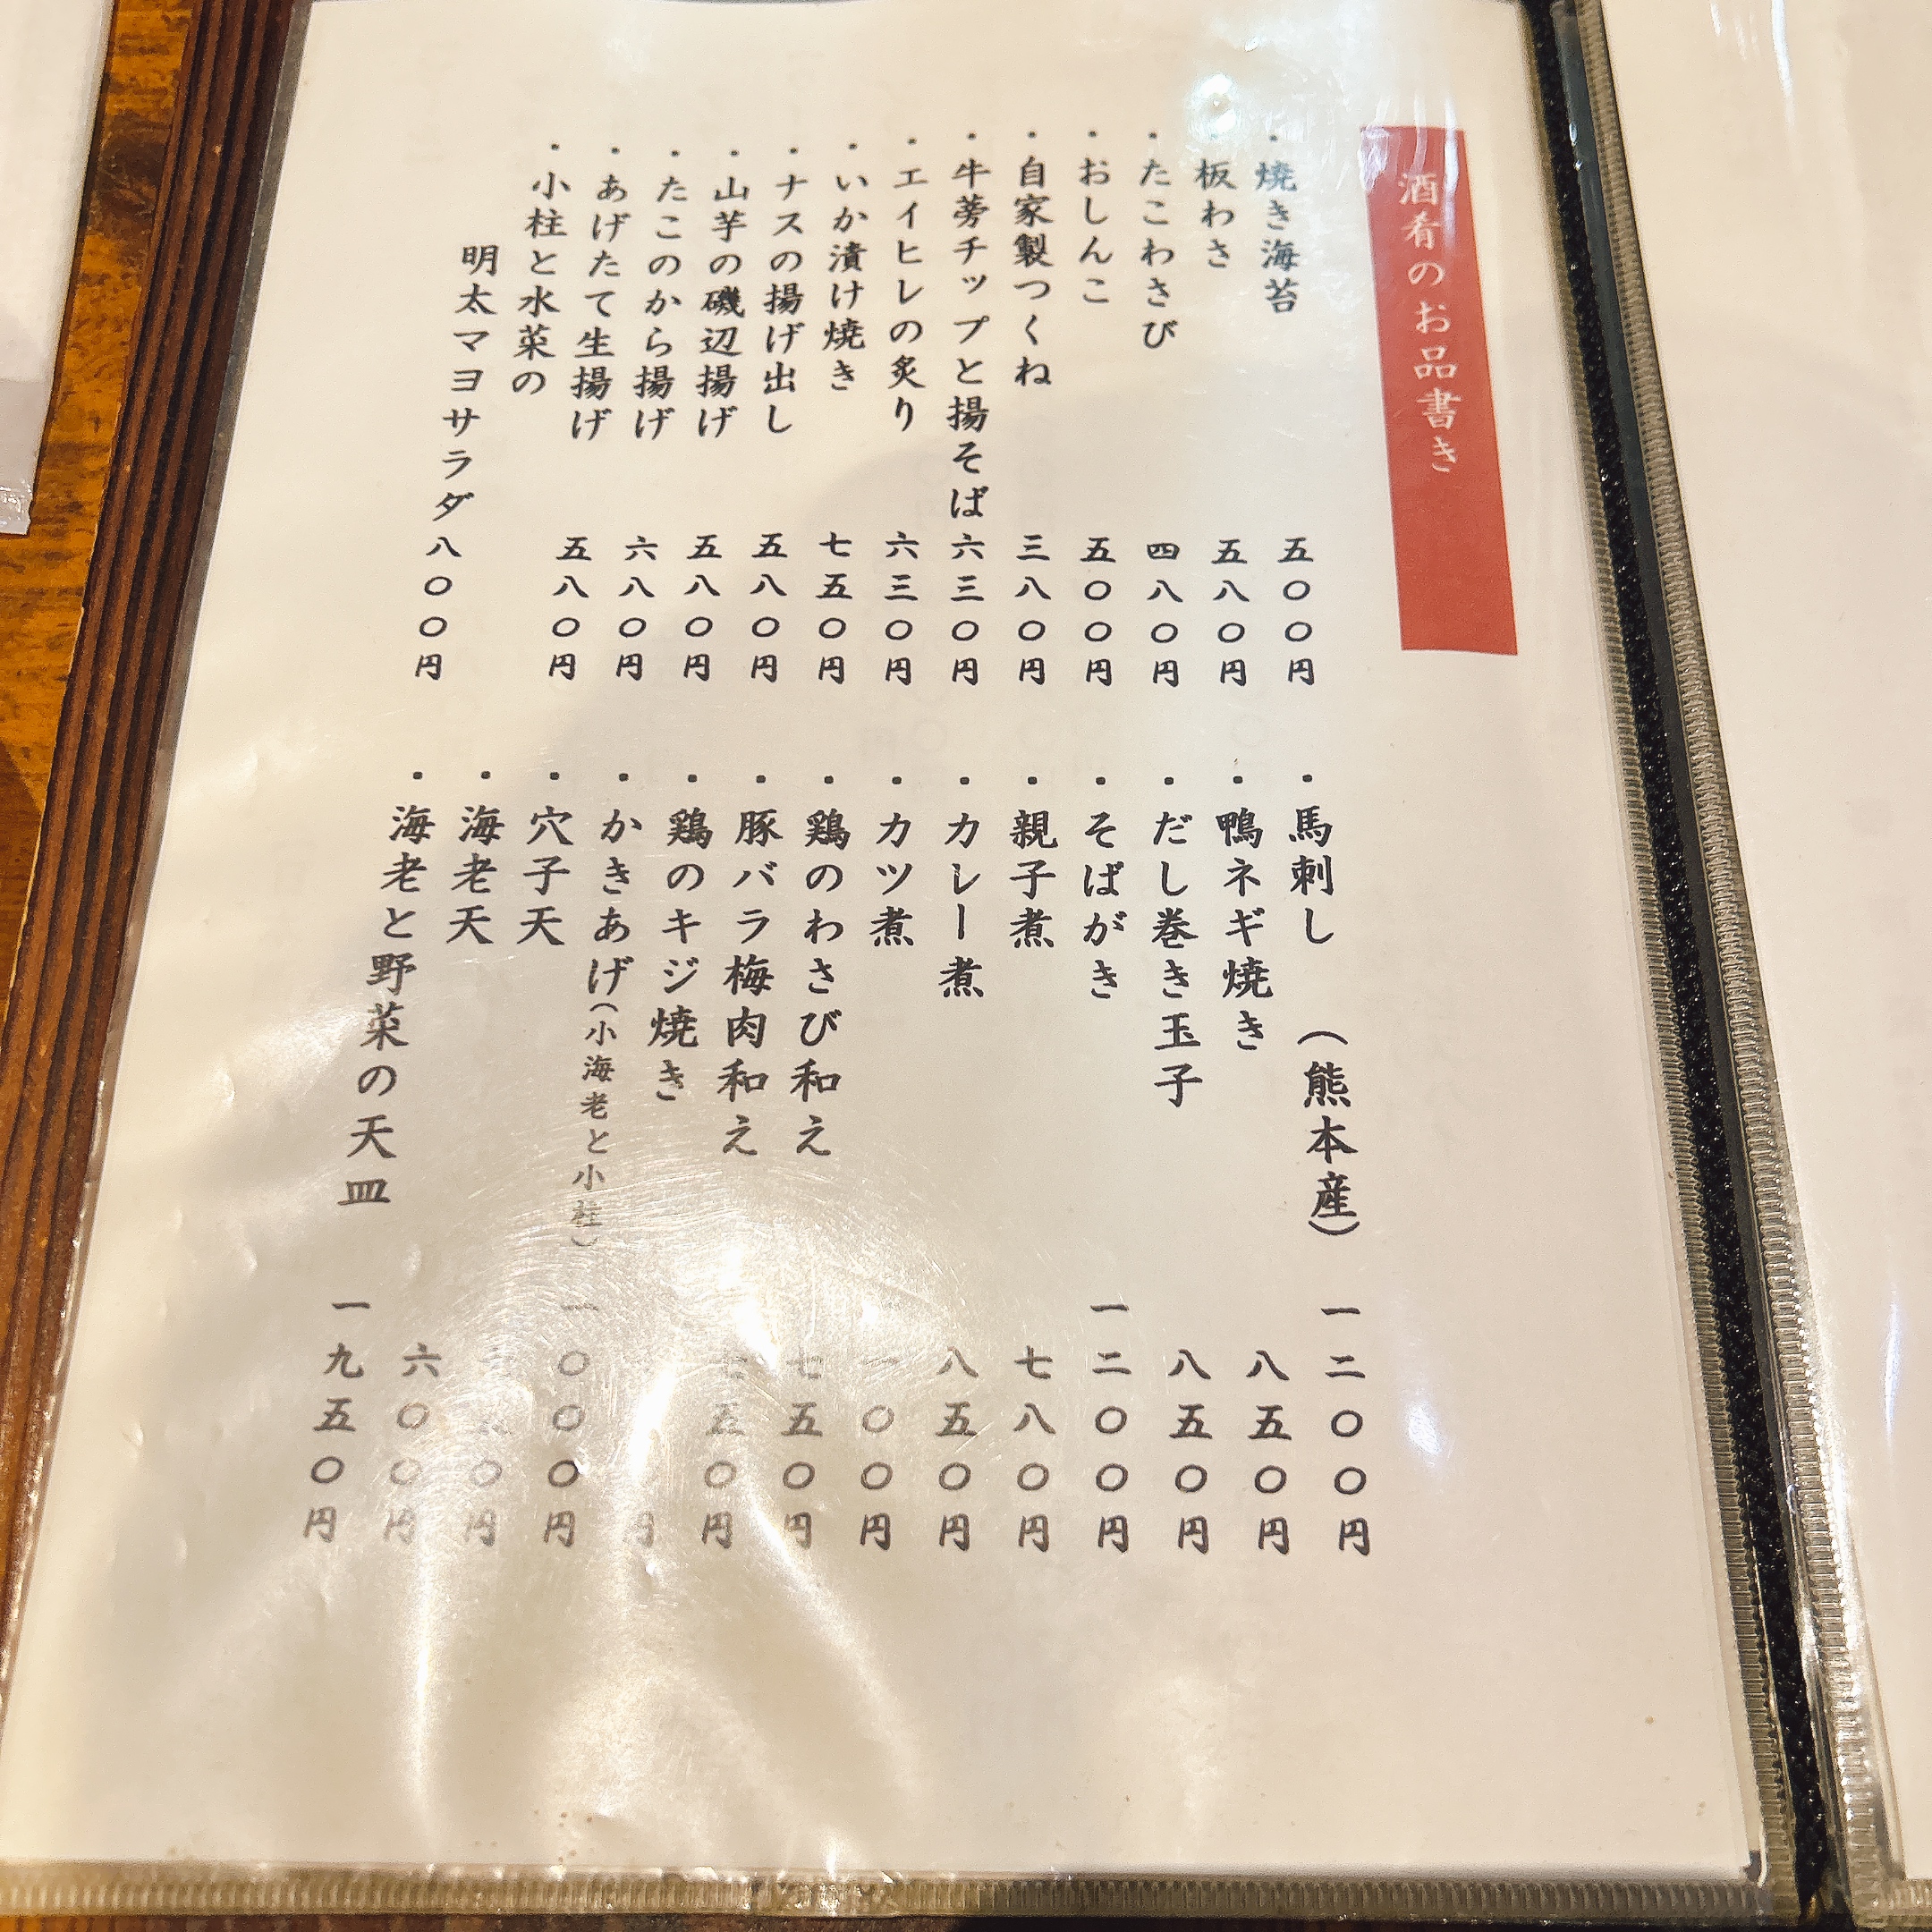 酒肴のお品書き
・焼き海苔 五〇〇円
・板わさ 五八〇円
・たこわさび 四八〇円
・おしんこ 五〇〇円
・自家製つくね 三八〇円
・牛蒡チップと揚そば 六三〇円
・エイヒレの炙り 六三〇円
・いか漬け焼き 七五〇円
・ナスの揚げ出し 五八〇円
・山芋の磯辺揚げ 五八〇円
・たこのから揚げ 六八〇円
・あげたて生揚げ 五八〇円
・小柱と水菜の
明太マヨサラダ 八〇〇円
・馬刺し (熊本産) 一二〇〇円
・鴨ネギ焼き 八五〇円
・だし巻き玉子 八五〇円
・そばがき 一二〇〇円
・親子煮 七八〇円
・カレー煮 八五〇円
・カツ煮
・鶏のわさび和え 七五〇円
・豚バラ梅肉和え 七五〇円
・鶏のキジ焼き
・かきあげ(小海老と小柱) 一〇〇〇円
・穴子天
・海老天 六〇〇円
・海老と野菜の天皿 一九五〇円